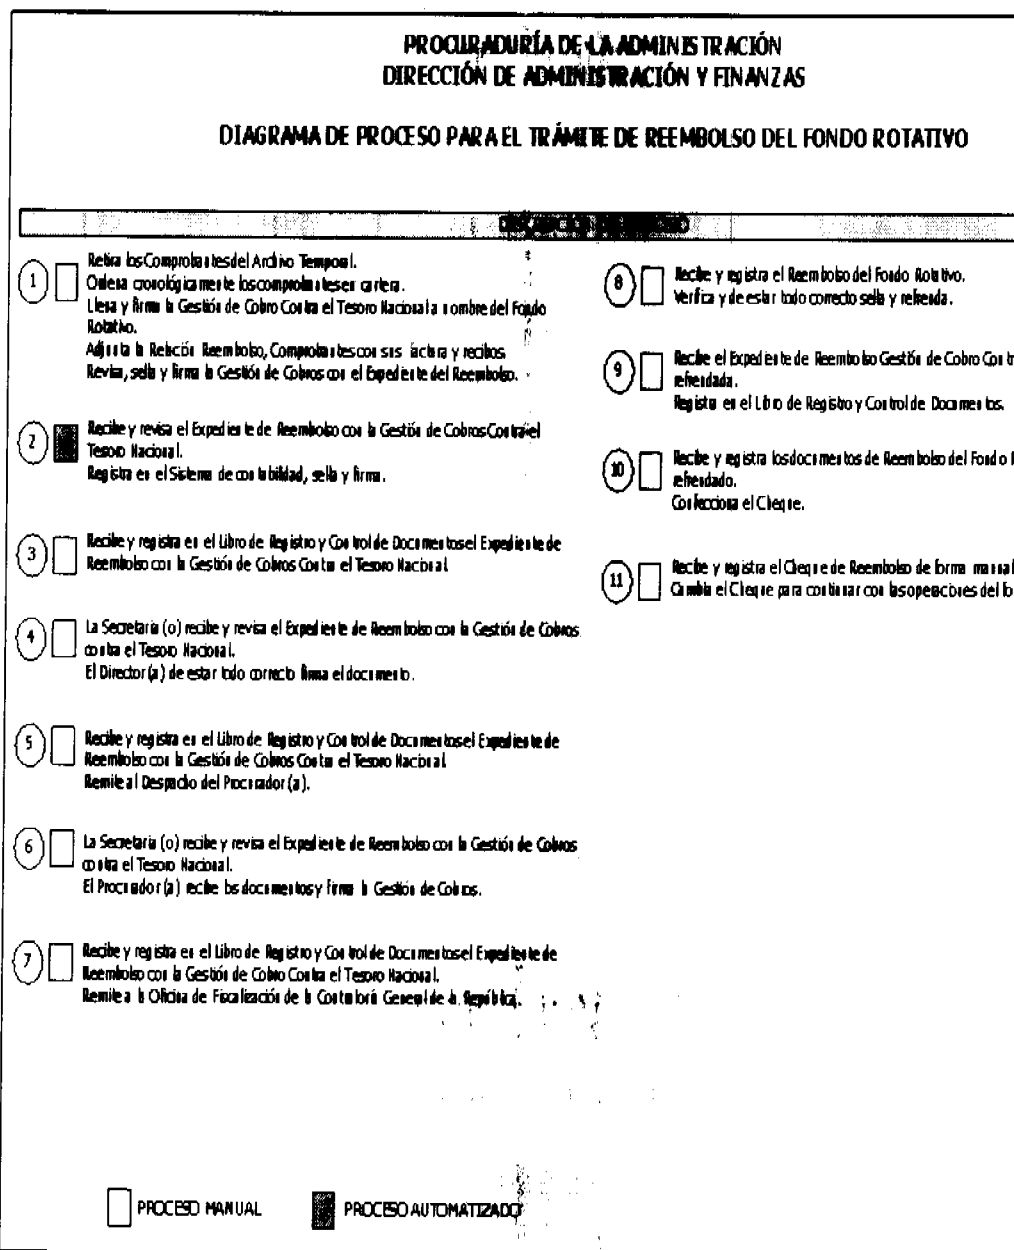 PROCURADURÍA DE LA ADMINISTRACIÓN
DIRECCIÓN DE ADMINISTRACIÓN Y FINANZAS
DIAGRAMA DE PROCESO PARA EL TRÁMITE DE REEMBOLSO DEL FONDO ROTATIVO
1
Retira los Comprobantes del Archivo Temporal.
Ordena cronológicamente los comprobantes en cartera.
Llena y firma la Gestión de Cobro Contra el Tesoro Nacional a nombre del Fondo
Rotativo.
Adjunta la Relación Reembolso, Comprobantes con sus factura y recibos
Revisa, sella y firma la Gestión de Cobros con el Expediente del Reembolso.
2
Recibe y revisa el Expediente de Reembolso con la Gestión de Cobros Contra el
Tesoro Nacional.
Registra en el Sistema de contabilidad, sella y firma.
3
Recibe y registra en el Libro de Registro y Control de Documentos el Expediente de
Reembolso con la Gestión de Cobros Contra el Tesoro Nacional
4
La Secretaria (o) recibe y revisa el Expediente de Reembolso con la Gestión de Cobros
contra el Tesoro Nacional.
El Director (a) de estar todo correcto firma el documento.
5
Recibe y registra en el Libro de Registro y Control de Documentos el Expediente de
Reembolso con la Gestión de Cobros Contra el Tesoro Nacional
Remite al Despacho del Procurador (a).
6
La Secretaria (o) recibe y revisa el Expediente de Reembolso con la Gestión de Cobros
contra el Tesoro Nacional.
El Procurador (a) recibe los documentos y firma la Gestión de Cobros.
7
Recibe y registra en el Libro de Registro y Control de Documentos el Expediente de
Reembolso con la Gestión de Cobro Contra el Tesoro Nacional.
Remite a la Oficina de Fiscalización de la Contraloría General de la República.
8
Recibe y registra el Reembolso del Fondo Rotativo.
Verifica y de estar todo correcto sella y refrenda.
9
Recibe el Expediente de Reembolso Gestión de Cobro Contr
refrendada.
Registra en el Libro de Registro y Control de Documentos.
10
Recibe y registra los documentos de Reembolso del Fondo
refrendado.
Confecciona el Cheque.
11
Recibe y registra el Cheque de Reembolso de forma manual
Cambia el Cheque para continuar con las operaciones del fo
PROCESO MANUAL
PROCESO AUTOMATIZADO